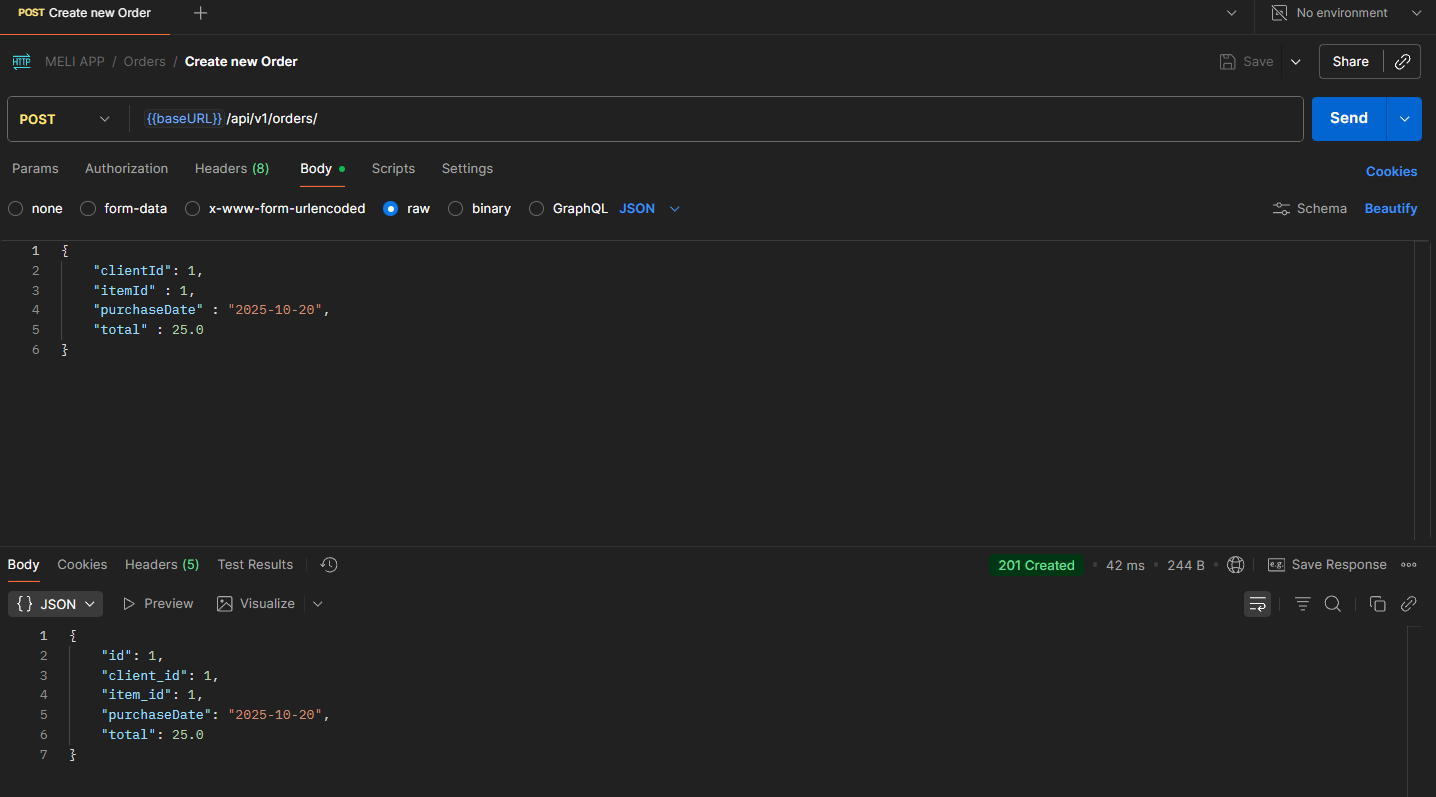 POST Create new Order
No environment
HTTP MELI APP / Orders / Create new Order
Save
Share
POST
{{baseURL}} /api/v1/orders/
Send
Params Authorization Headers (8) Body Scripts Settings
Cookies
none form-data x-www-form-urlencoded raw binary GraphQL JSON
Schema Beautify
1 {
2 "clientId": 1,
3 "itemId" : 1,
4 "purchaseDate" : "2025-10-20",
5 "total" : 25.0
6 }
Body Cookies Headers (5) Test Results
201 Created • 42 ms • 244 B
e.g. Save Response
{} JSON Preview Visualize
1 {
2 "id": 1,
3 "client_id": 1,
4 "item_id": 1,
5 "purchaseDate": "2025-10-20",
6 "total": 25.0
7 }